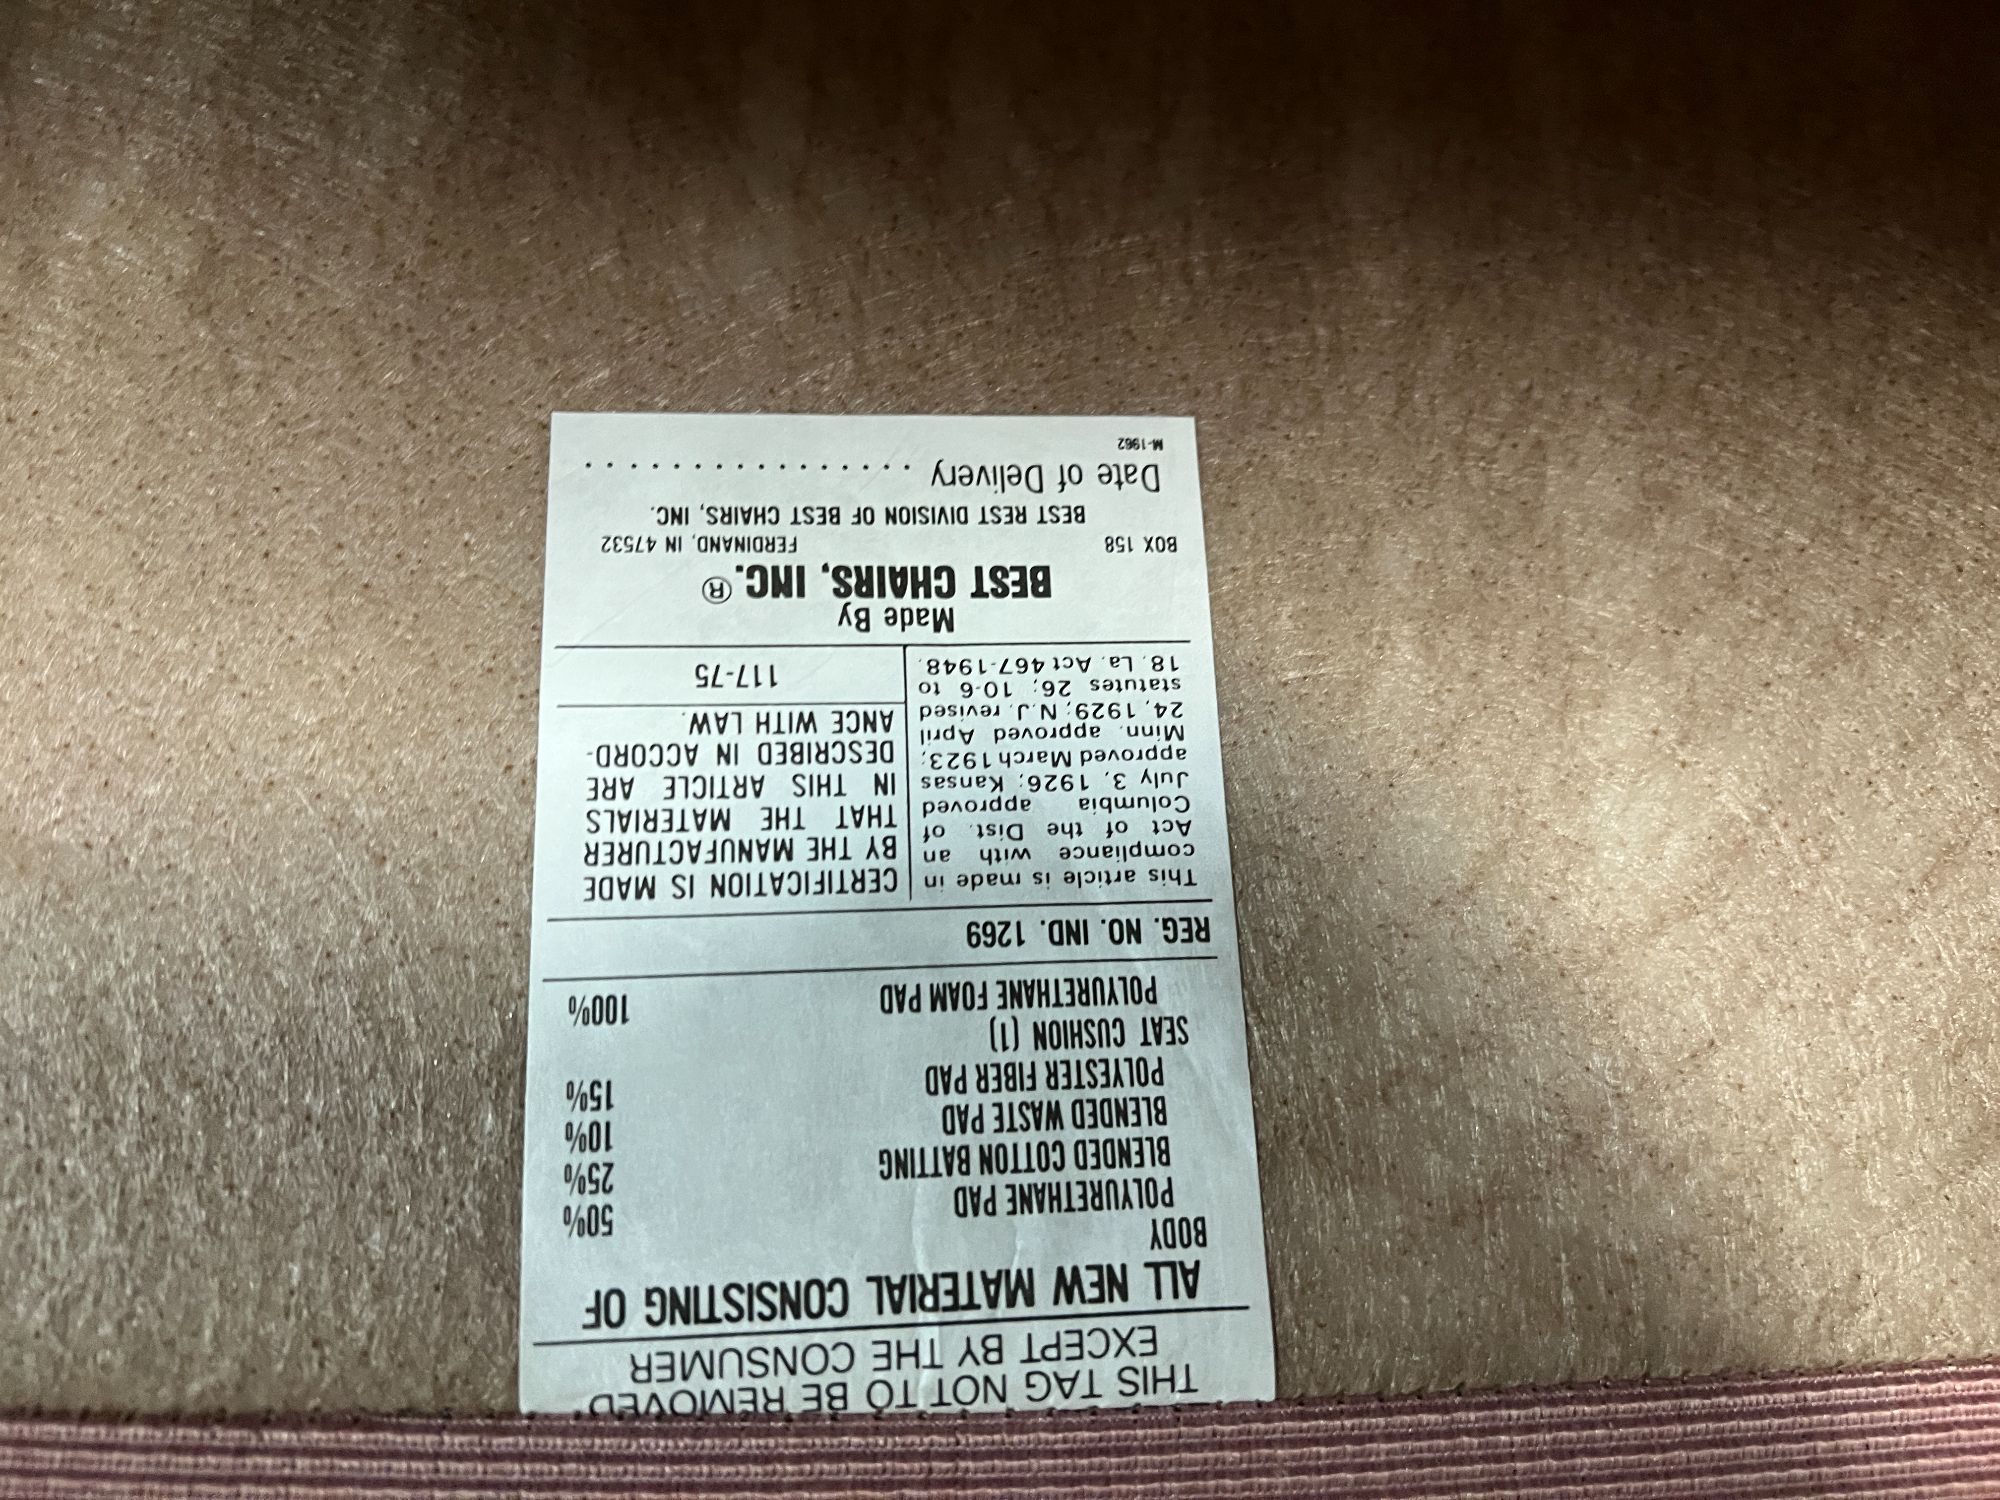 THIS TAG NOT TO BE REMOVED
EXCEPT BY THE CONSUMER
ALL NEW MATERIAL CONSISTING OF
BODY
POLYURETHANE PAD 50%
BLENDED COTTON BATTING 25%
BLENDED WASTE PAD 10%
POLYESTER FIBER PAD 15%
SEAT CUSHION (1)
POLYURETHANE FOAM PAD 100%
REG. NO. IND. 1269
This article is made in
compliance with an
Act of the Dist. of
Columbia approved
July 3, 1926; Kansas
approved March 1923;
Minn. approved April
24, 1929; N.J. revised
statutes 26; 10-6 to
18. La. Act 467-1948.
CERTIFICATION IS MADE
BY THE MANUFACTURER
THAT THE MATERIALS
IN THIS ARTICLE ARE
DESCRIBED IN ACCORD-
ANCE WITH LAW.
117-75
Made By
BEST CHAIRS, INC. ®
BOX 158 FERDINAND, IN 47532
BEST REST DIVISION OF BEST CHAIRS, INC.
Date of Delivery . . . . . . . . . . . . . . . .
M-1962